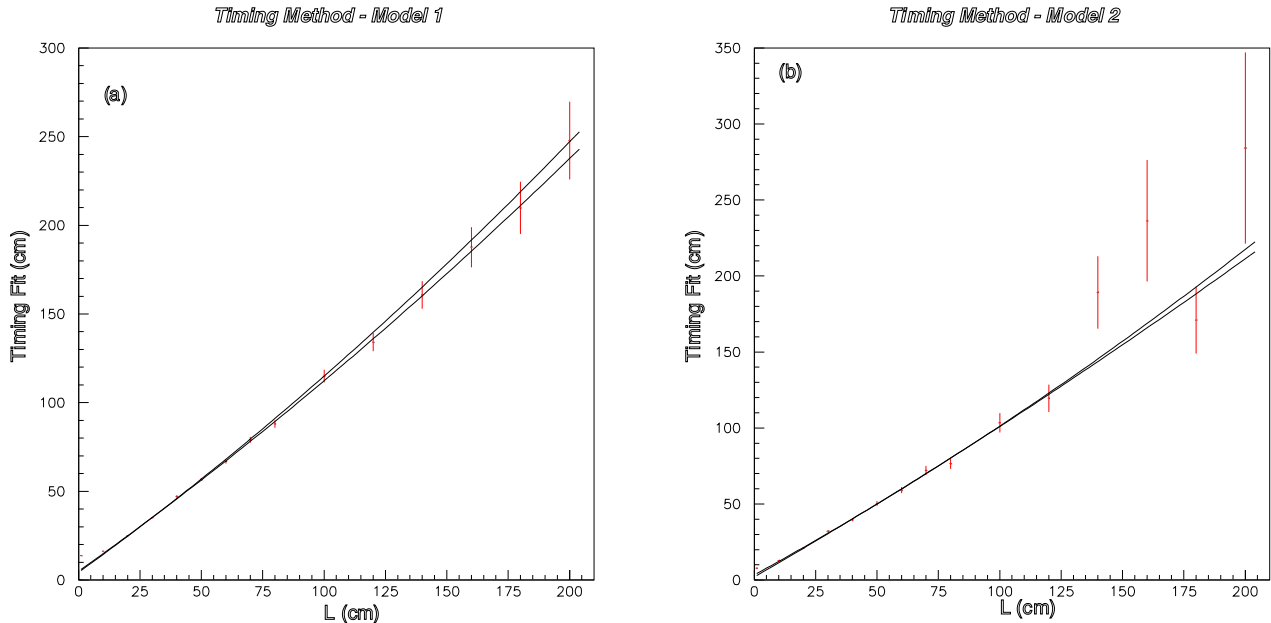 Timing Method - Model 1
300
250
200
150
100
50
0
(a)
Timing Fit (cm)
0 25 50 75 100 125 150 175 200
L (cm)
Timing Method - Model 2
350
300
250
200
150
100
50
0
(b)
Timing Fit (cm)
0 25 50 75 100 125 150 175 200
L (cm)